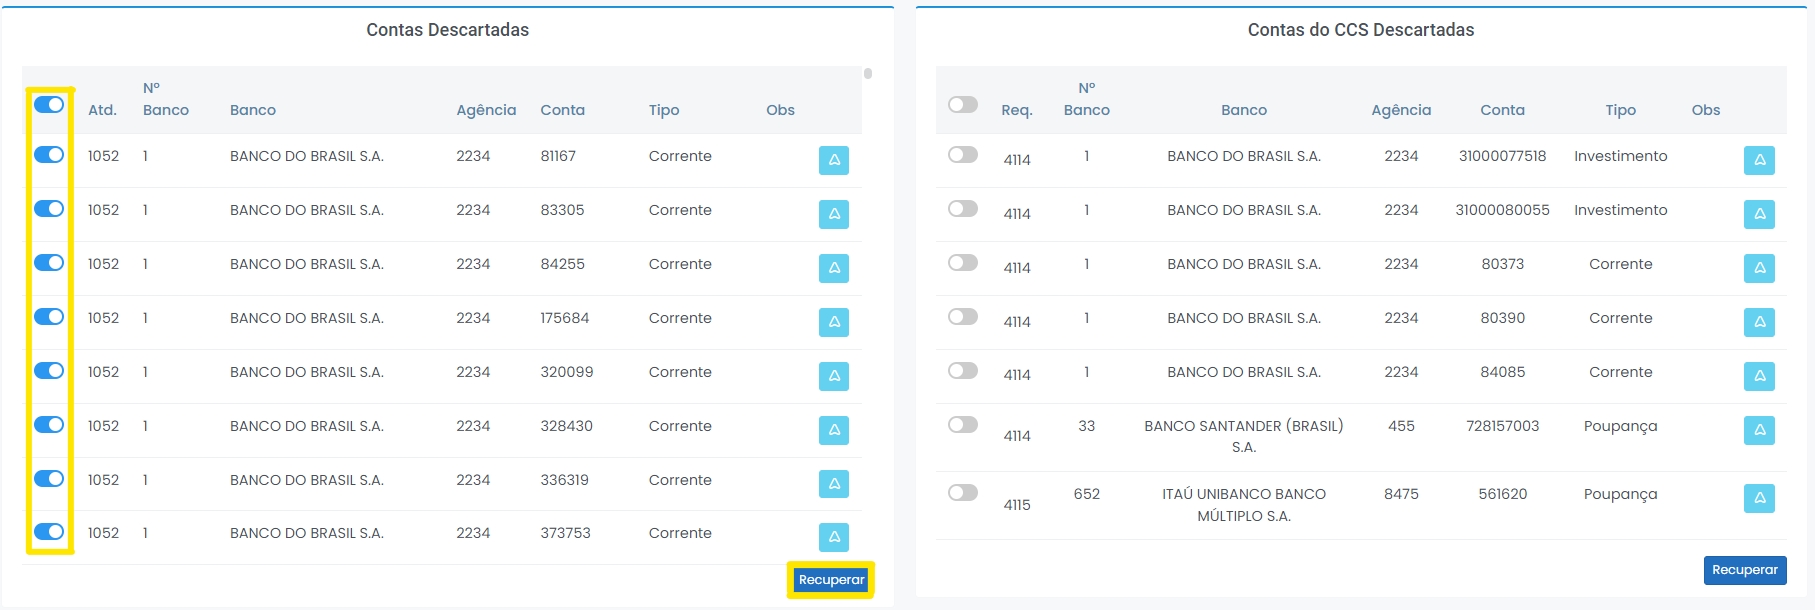 Contas Descartadas
Atd. Nº Banco Banco Agência Conta Tipo Obs
1052 1 BANCO DO BRASIL S.A. 2234 81167 Corrente
1052 1 BANCO DO BRASIL S.A. 2234 83305 Corrente
1052 1 BANCO DO BRASIL S.A. 2234 84255 Corrente
1052 1 BANCO DO BRASIL S.A. 2234 175684 Corrente
1052 1 BANCO DO BRASIL S.A. 2234 320099 Corrente
1052 1 BANCO DO BRASIL S.A. 2234 328430 Corrente
1052 1 BANCO DO BRASIL S.A. 2234 336319 Corrente
1052 1 BANCO DO BRASIL S.A. 2234 373753 Corrente
Recuperar
Contas do CCS Descartadas
Req. Nº Banco Banco Agência Conta Tipo Obs
4114 1 BANCO DO BRASIL S.A. 2234 31000077518 Investimento
4114 1 BANCO DO BRASIL S.A. 2234 31000080055 Investimento
4114 1 BANCO DO BRASIL S.A. 2234 80373 Corrente
4114 1 BANCO DO BRASIL S.A. 2234 80390 Corrente
4114 1 BANCO DO BRASIL S.A. 2234 84085 Corrente
4114 33 BANCO SANTANDER (BRASIL) S.A. 455 728157003 Poupança
4115 652 ITAÚ UNIBANCO BANCO MÚLTIPLO S.A. 8475 561620 Poupança
Recuperar